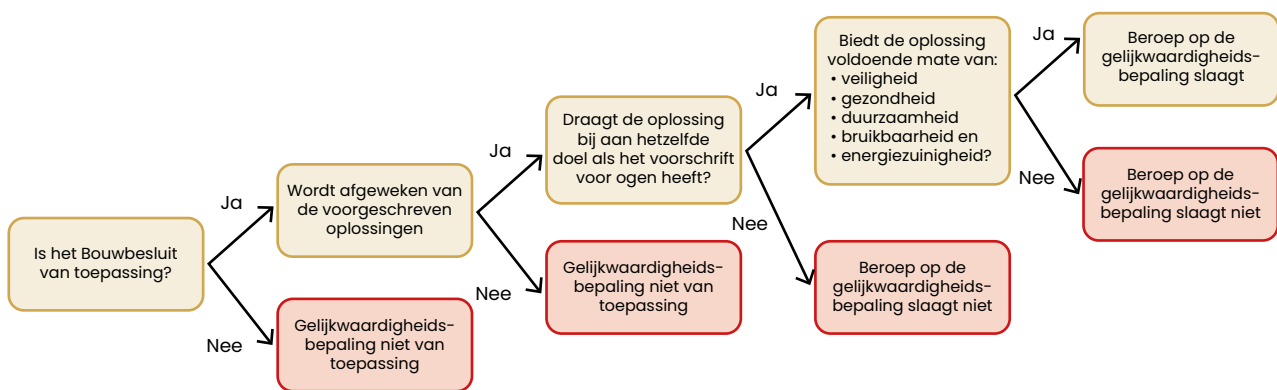 Is het Bouwbesluit
van toepassing?
Ja
Nee
Wordt afgeweken van
de voorgeschreven
oplossingen
Gelijkwaardigheids-
bepaling niet van
toepassing
Ja
Nee
Draagt de oplossing
bij aan hetzelfde
doel als het voorschrift
voor ogen heeft?
Gelijkwaardigheids-
bepaling niet van
toepassing
Ja
Nee
Biedt de oplossing
voldoende mate van:
• veiligheid
• gezondheid
• duurzaamheid
• bruikbaarheid en
• energiezuinigheid?
Beroep op de
gelijkwaardigheids-
bepaling slaagt niet
Ja
Nee
Beroep op de
gelijkwaardigheids-
bepaling slaagt
Beroep op de
gelijkwaardigheids-
bepaling slaagt niet